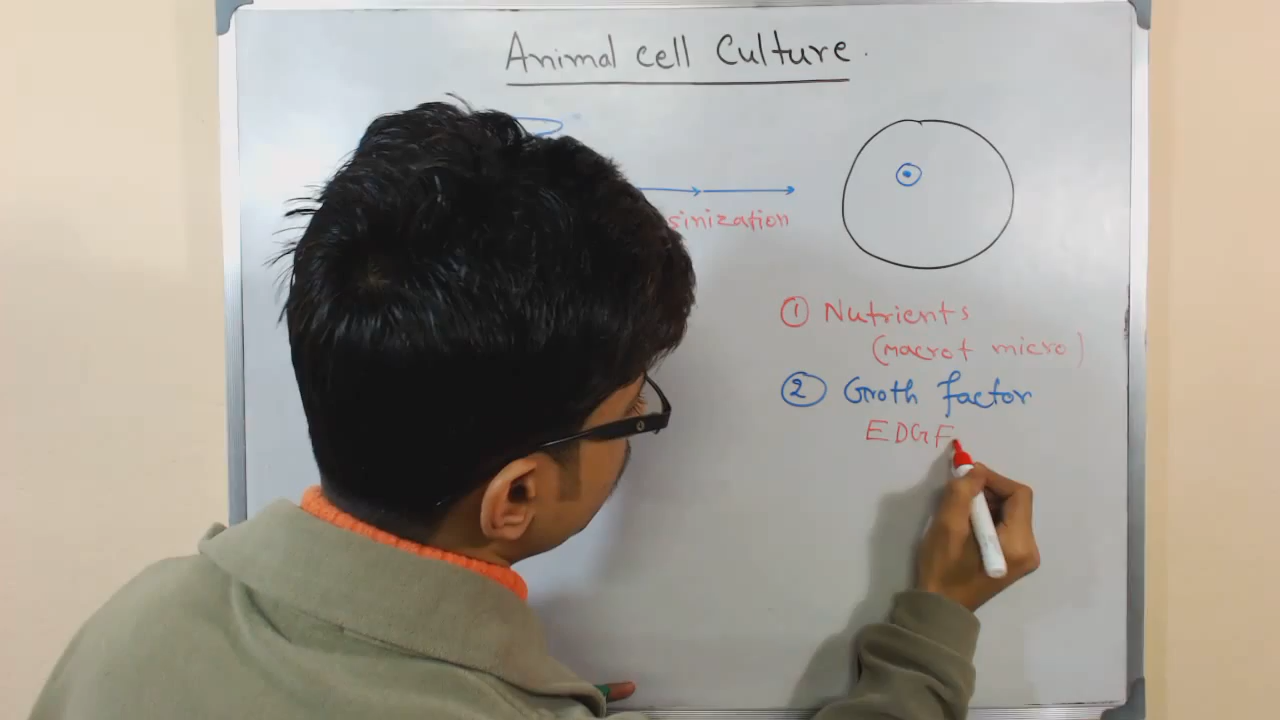 Animal cell Culture.
sinization
① Nutrients
(macro+ micro)
② Groth factor
EDGF